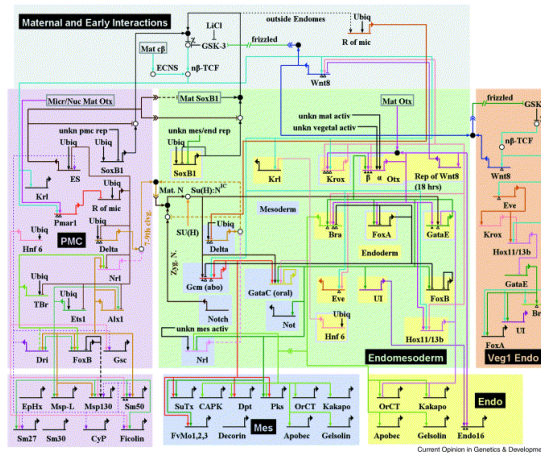 Maternal and Early Interactions
LiCl
outside Endomes
Ubiq
R of mic
χ
GSK-3
frizzled
Mat cβ
ECNS
nβ-TCF
Wnt8
Micr/Nuc Mat Otx
Mat SoxB1
Mat Otx
frizzled
GSK
nβ-TCF
Wnt8
unkn pmc rep
Ubiq
Ubiq
ES
SoxB1
Krl
Ubiq
R of mic
Pmar1
Hnf 6
PMC
Ubiq
Delta
Nrl
TBr
Ubiq
Ets1
Alx1
Dri
FoxB
Gsc
unkn mes/end rep
Ubiq
SoxB1
Krl
unkn mat activ
unkn vegetal activ
Krox
β α Otx
Rep of Wnt8
(18 hrs)
Mat. N
Su(H):N
IC
Mesoderm
SU(H)
Ubiq
Delta
Bra
FoxA
GataE
Endoderm
Zyg. N.
Gcm (abo)
GataC (oral)
Notch
Not
Eve
UI
FoxB
Ubiq
Hnf 6
Hox11/13b
unkn mes activ
Nrl
Endomesoderm
Eve
Krox
Hox11/13b
GataE
Br
UI
FoxA
Veg1 Endo
EpHx
Msp-L
Msp130
Sm50
Sm27
Sm30
CyP
Ficolin
SuTx
CAPK
Dpt
Pks
OrCT
Kakapo
Mes
FvMo1,2,3
Decorin
Apobec
Gelsolin
Endo
OrCT
Kakapo
Apobec
Gelsolin
Endo16
Current Opinion in Genetics & Development